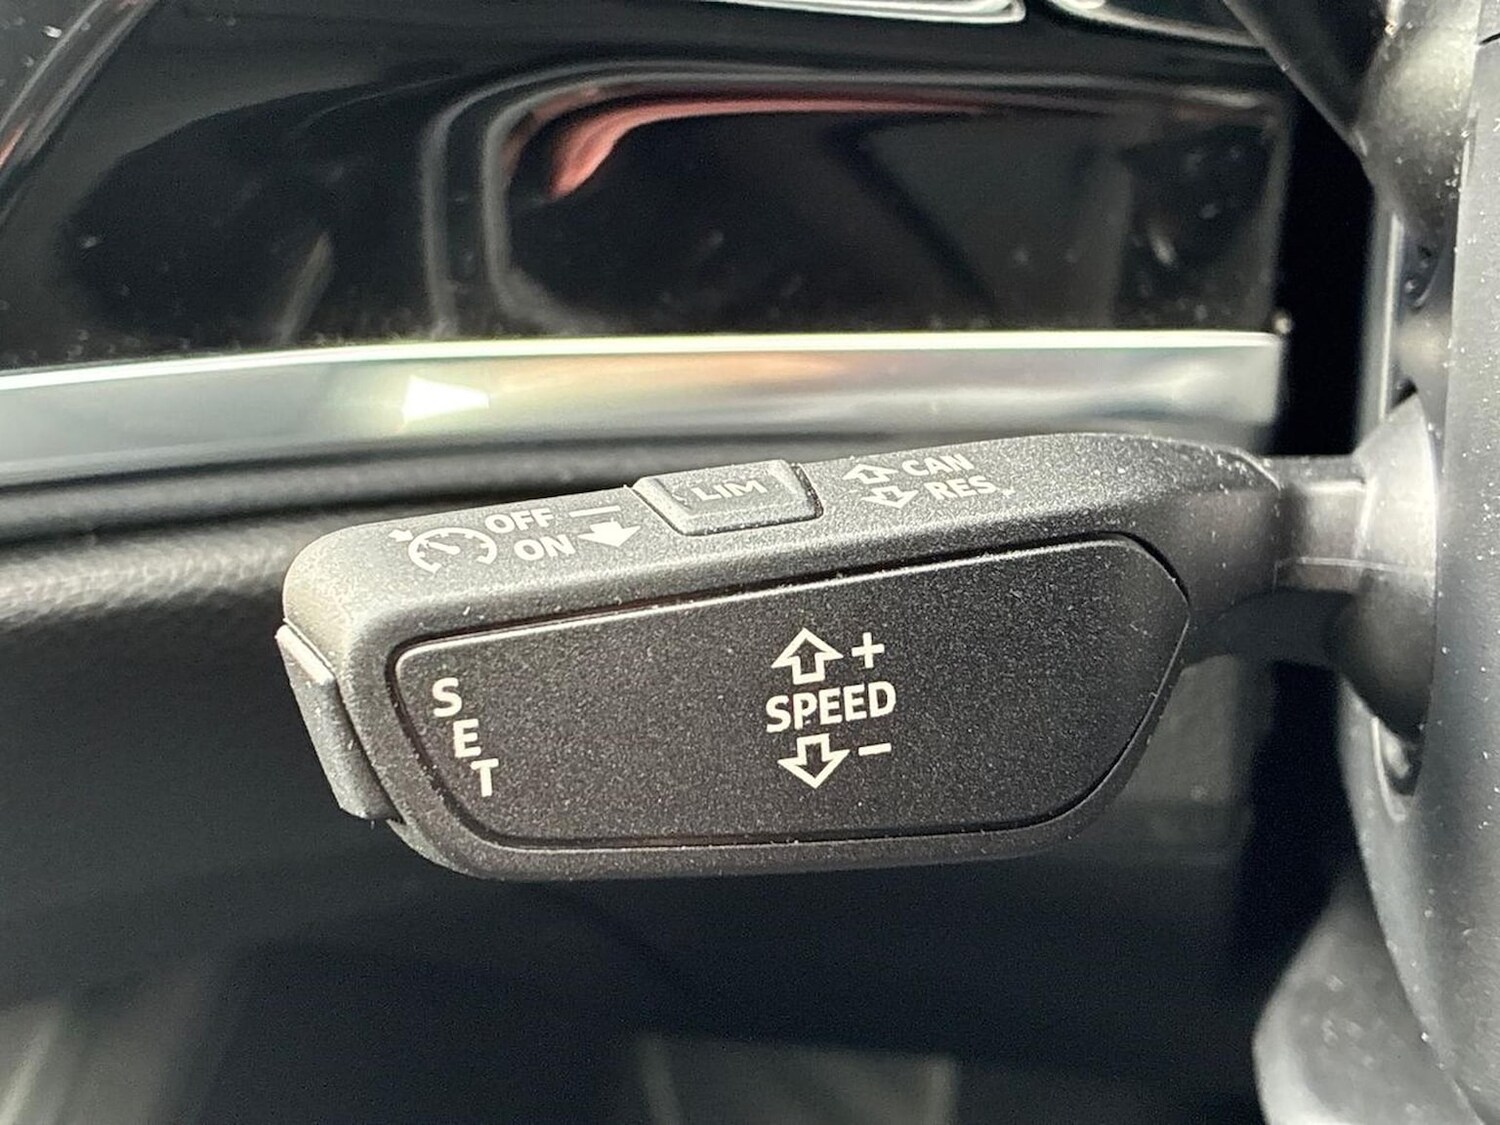 OFF —
ON
LIM
CAN
RES
SET
+
SPEED
−